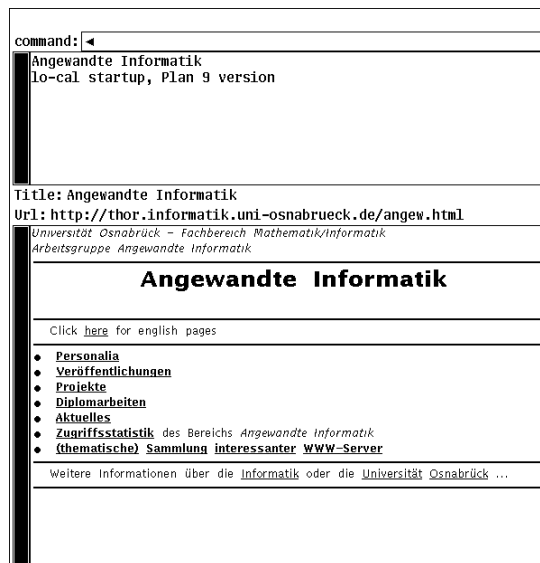 command: ◄
Angewandte Informatik
lo-cal startup, Plan 9 version
Title: Angewandte Informatik
Url: http://thor.informatik.uni-osnabrueck.de/angew.html
Universität Osnabrück – Fachbereich Mathematik/Informatik
Arbeitsgruppe Angewandte Informatik
Angewandte Informatik
Click here for english pages
● Personalia
● Veröffentlichungen
● Projekte
● Diplomarbeiten
● Aktuelles
● Zugriffsstatistik des Bereichs Angewandte Informatik
● (thematische) Sammlung interessanter WWW–Server
Weitere Informationen über die Informatik oder die Universität Osnabrück ...